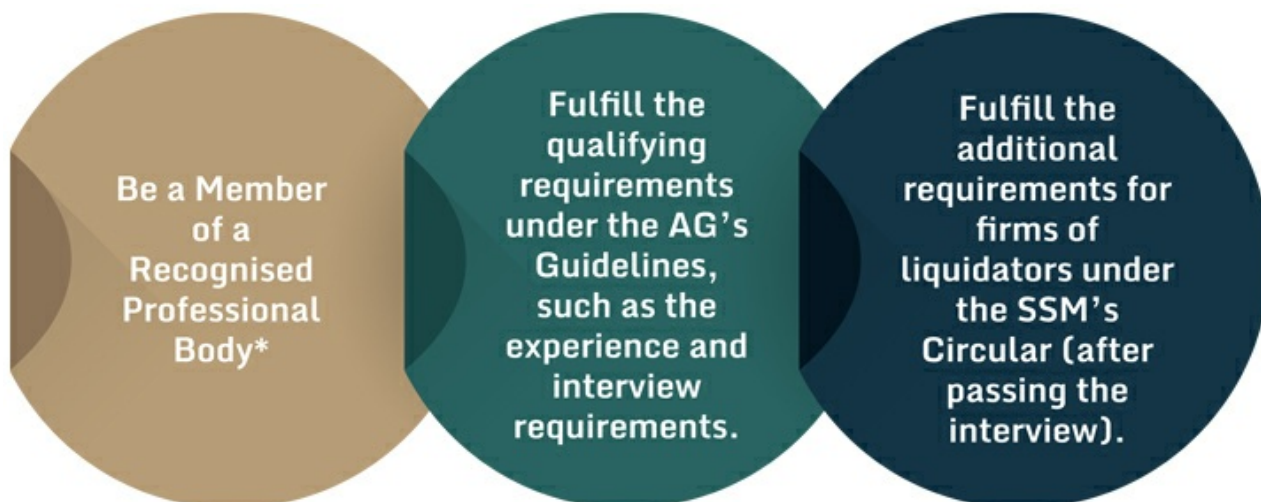 Be a Member
of a
Recognised
Professional
Body*
Fulfill the
qualifying
requirements
under the AG's
Guidelines,
such as the
experience and
interview
requirements.
Fulfill the
additional
requirements for
firms of
liquidators under
the SSM's
Circular (after
passing the
interview).